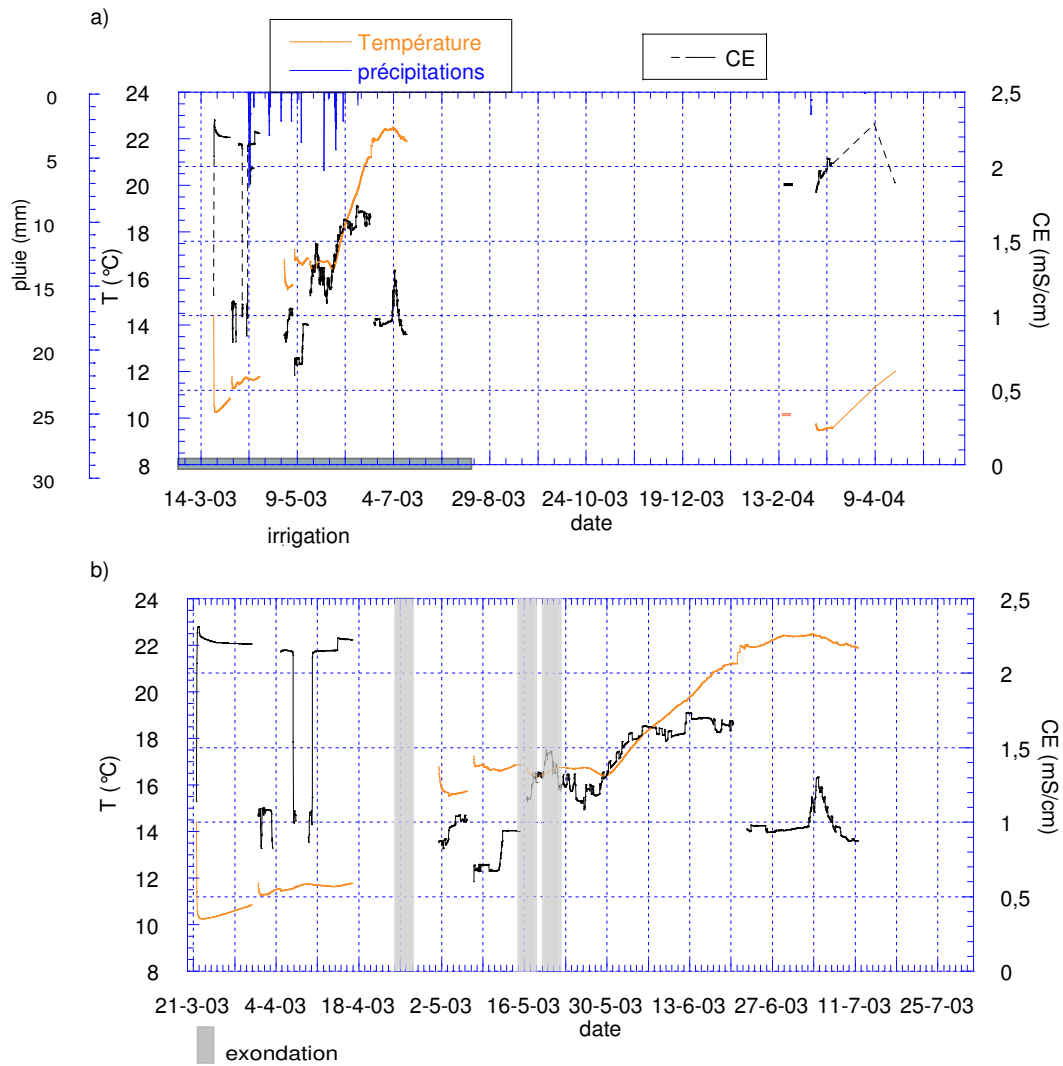 a)
Température
précipitations
CE
0
5
10
15
20
25
30
pluie (mm)
24
22
20
18
16
14
12
10
8
T (°C)
2,5
2
1,5
1
0,5
0
CE (mS/cm)
14-3-03 9-5-03 4-7-03 29-8-03 24-10-03 19-12-03 13-2-04 9-4-04
date
irrigation
b)
24
22
20
18
16
14
12
10
8
T (°C)
2,5
2
1,5
1
0,5
0
CE (mS/cm)
21-3-03 4-4-03 18-4-03 2-5-03 16-5-03 30-5-03 13-6-03 27-6-03 11-7-03 25-7-03
date
exondation